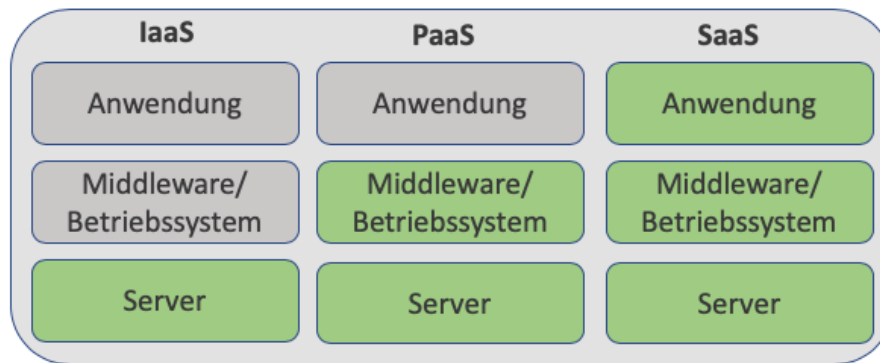 IaaS
PaaS
SaaS
Anwendung
Anwendung
Anwendung
Middleware/
Betriebssystem
Middleware/
Betriebssystem
Middleware/
Betriebssystem
Server
Server
Server